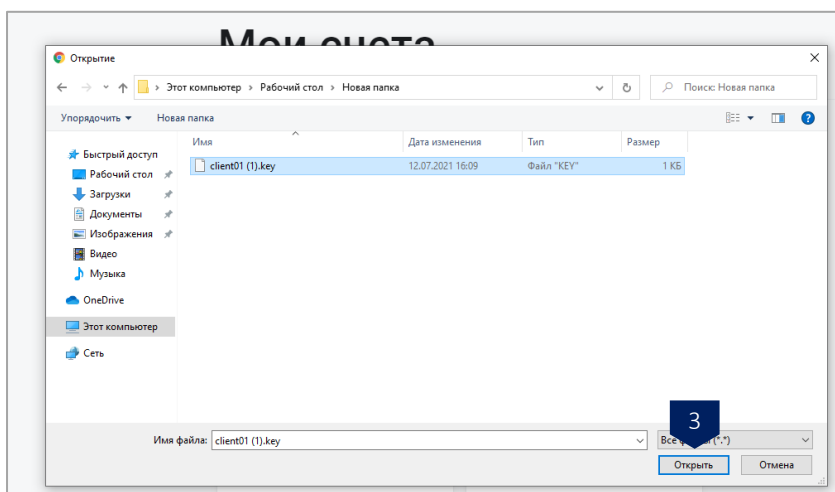 Мои счета
Открытие
Этот компьютер › Рабочий стол › Новая папка
Поиск: Новая папка
Упорядочить
Новая папка
Имя
Дата изменения
Тип
Размер
client01 (1).key
12.07.2021 16:09
Файл "KEY"
1 КБ
Быстрый доступ
Рабочий стол
Загрузки
Документы
Изображения
Видео
Музыка
OneDrive
Этот компьютер
Сеть
3
Имя файла:
client01 (1).key
Все (*.*)
Открыть
Отмена